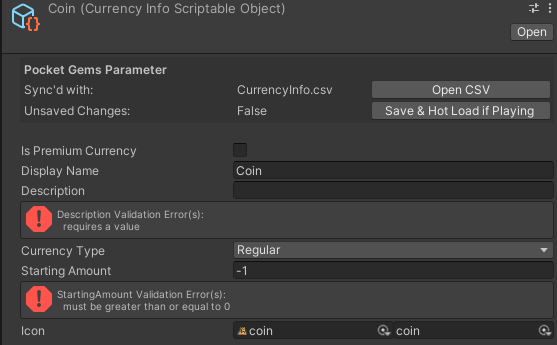 Coin (Currency Info Scriptable Object)
Open
Pocket Gems Parameter
Sync'd with: CurrencyInfo.csv Open CSV
Unsaved Changes: False Save & Hot Load if Playing
Is Premium Currency
Display Name Coin
Description
Description Validation Error(s):
requires a value
Currency Type Regular
Starting Amount -1
StartingAmount Validation Error(s):
must be greater than or equal to 0
Icon coin coin